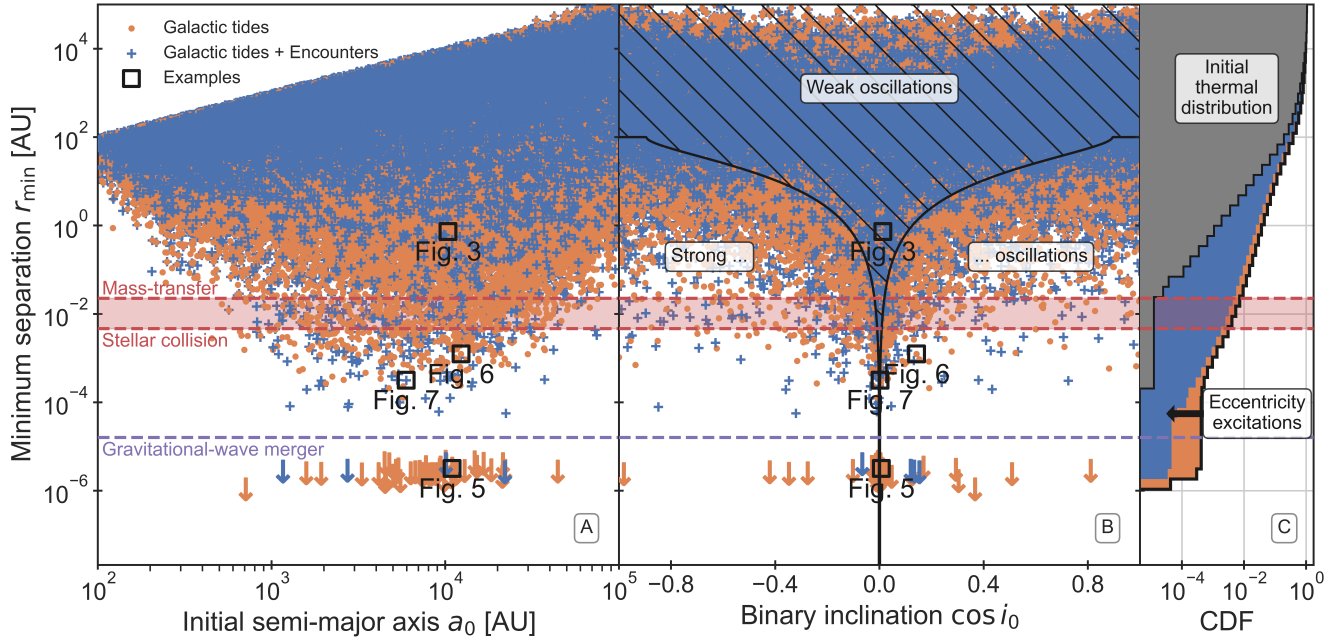 Galactic tides
Galactic tides + Encounters
Examples
Minimum separation r_min [AU]
10^4
10^2
10^0
10^−2
10^−4
10^−6
Mass-transfer
Stellar collision
Gravitational-wave merger
Fig. 3
Fig. 6
Fig. 7
Fig. 5
A
10^2
10^3
10^4
10^5
Initial semi-major axis a_0 [AU]
Weak oscillations
Strong ...
... oscillations
Fig. 3
Fig. 6
Fig. 7
Fig. 5
B
−0.8
−0.4
0.0
0.4
0.8
Binary inclination cos i_0
Initial
thermal
distribution
Eccentricity
excitations
C
10^−4
10^−2
10^0
CDF